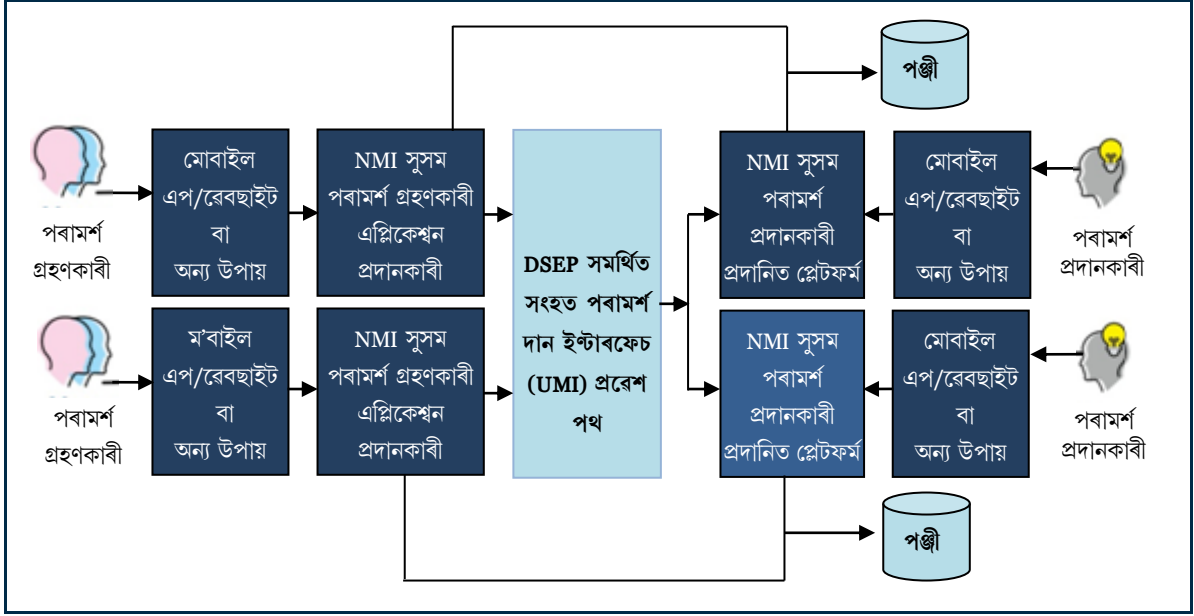 পঞ্জী
পৰামৰ্শ
গ্ৰহণকাৰী
মোবাইল
এপ/ৱেবছাইট
বা
অন্য উপায়
NMI সুসম
পৰামৰ্শ গ্ৰহণকাৰী
এপ্লিকেশ্বন
প্ৰদানকাৰী
DSEP সমৰ্থিত
সংহত পৰামৰ্শ
দান ইণ্টাৰফেচ
(UMI) প্ৰৱেশ
পথ
NMI সুসম
পৰামৰ্শ
প্ৰদানকাৰী
প্ৰদানিত প্লেটফৰ্ম
মোবাইল
এপ/ৱেবছাইট
বা
অন্য উপায়
পৰামৰ্শ
প্ৰদানকাৰী
পৰামৰ্শ
গ্ৰহণকাৰী
ম'বাইল
এপ/ৱেবছাইট
বা
অন্য উপায়
NMI সুসম
পৰামৰ্শ গ্ৰহণকাৰী
এপ্লিকেশ্বন
প্ৰদানকাৰী
NMI সুসম
পৰামৰ্শ
প্ৰদানকাৰী
প্ৰদানিত প্লেটফৰ্ম
মোবাইল
এপ/ৱেবছাইট
বা
অন্য উপায়
পৰামৰ্শ
প্ৰদানকাৰী
পঞ্জী